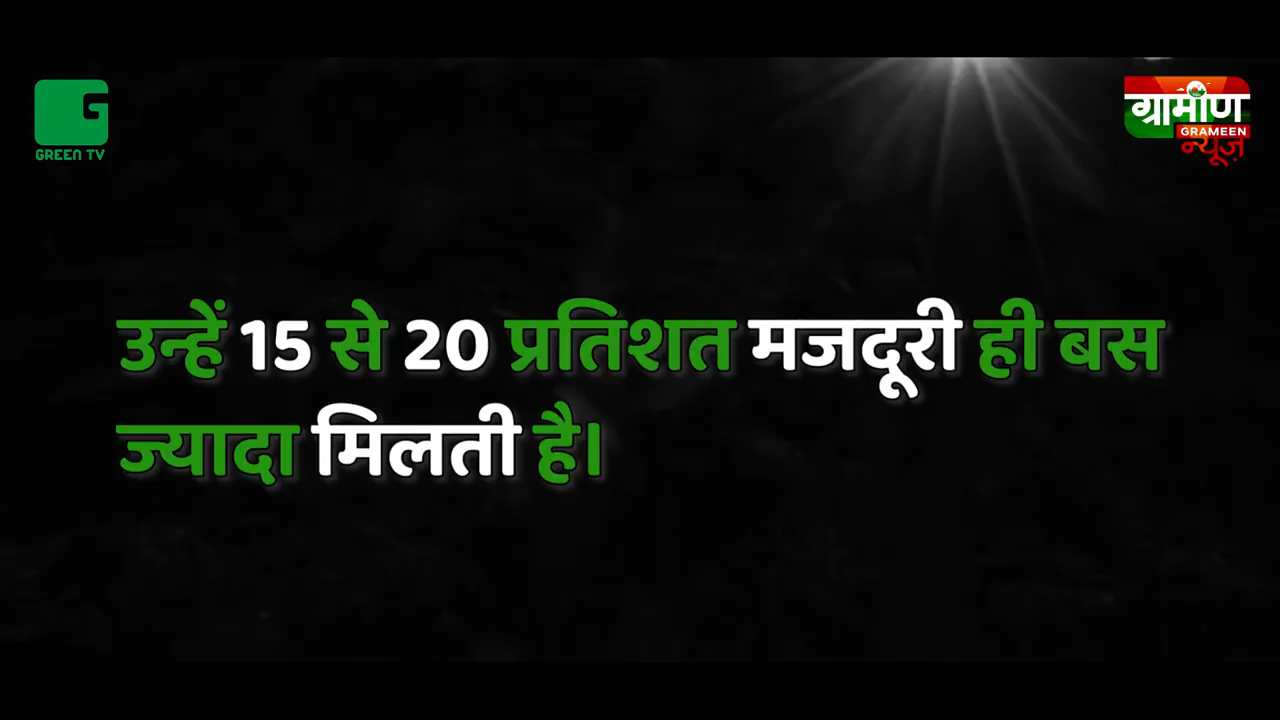 GREEN TV
ग्रामीण
GRAMEEN
न्यूज़
उन्हें 15 से 20 प्रतिशत मजदूरी ही बस
ज्यादा मिलती है।